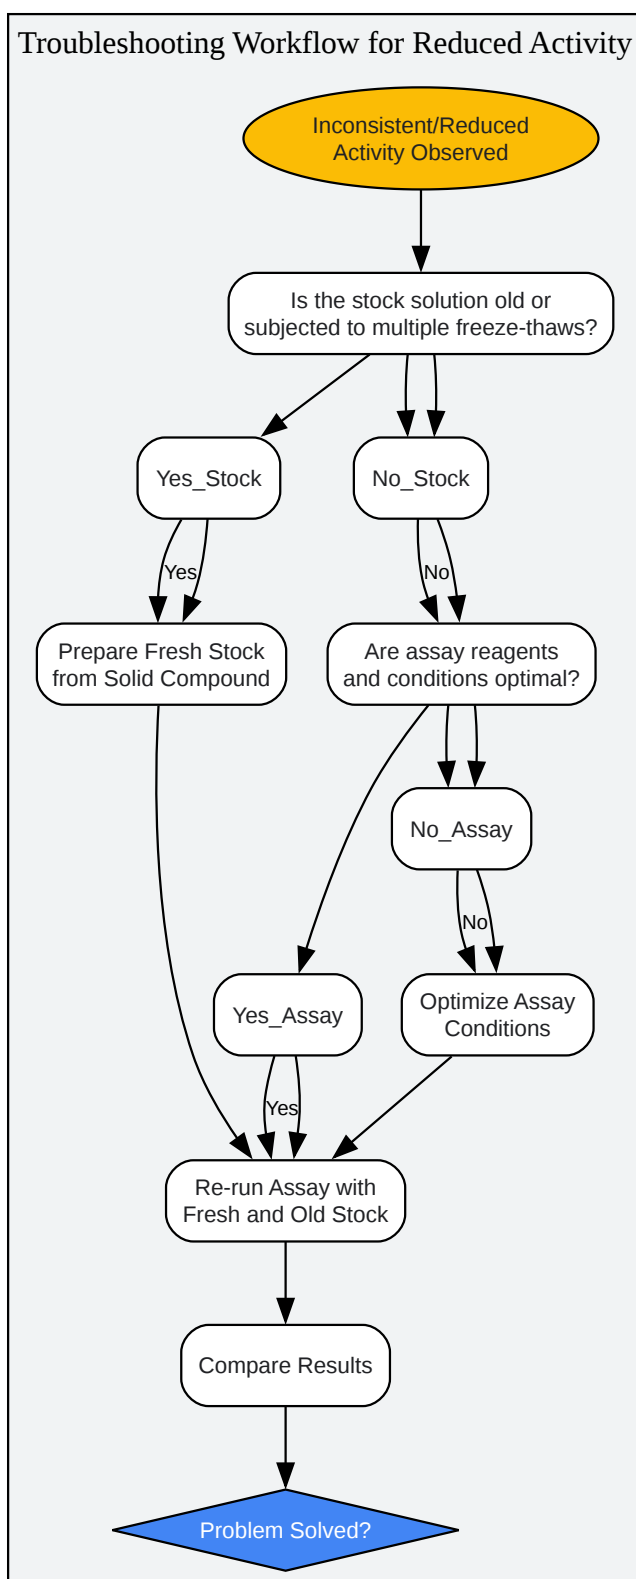 Troubleshooting Workflow for Reduced Activity
Inconsistent/Reduced
Activity Observed
Is the stock solution old or
subjected to multiple freeze-thaws?
Yes_Stock
No_Stock
Yes
No
Prepare Fresh Stock
from Solid Compound
Are assay reagents
and conditions optimal?
No_Assay
No
Yes_Assay
Optimize Assay
Conditions
Yes
Re-run Assay with
Fresh and Old Stock
Compare Results
Problem Solved?